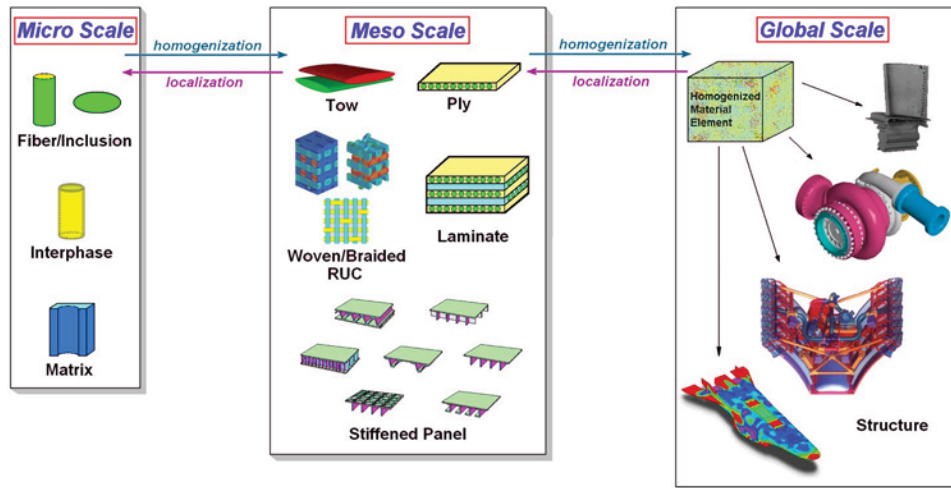 Micro Scale
Fiber/Inclusion
Interphase
Matrix
homogenization
localization
Meso Scale
Tow
Ply
Woven/Braided
RUC
Laminate
Stiffened Panel
homogenization
localization
Global Scale
Homogenized
Material
Element
Structure